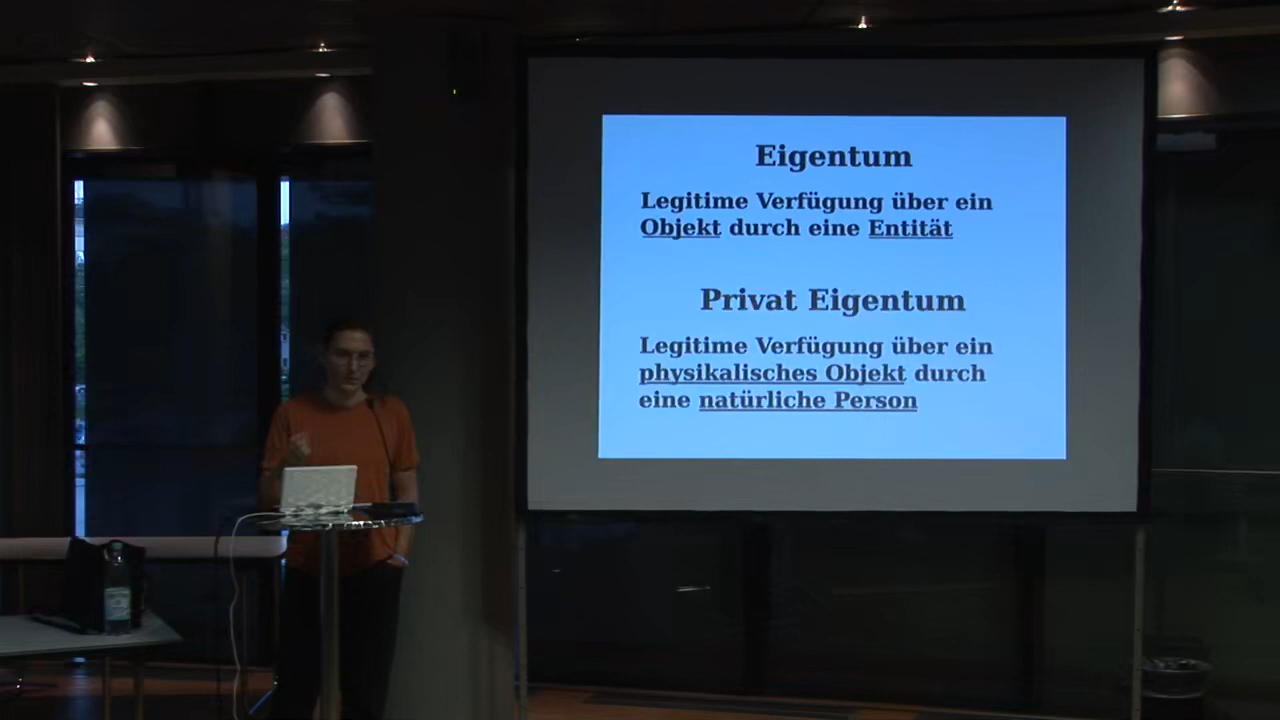 Eigentum
Legitime Verfügung über ein
Objekt durch eine Entität
Privat Eigentum
Legitime Verfügung über ein
physikalisches Objekt durch
eine natürliche Person